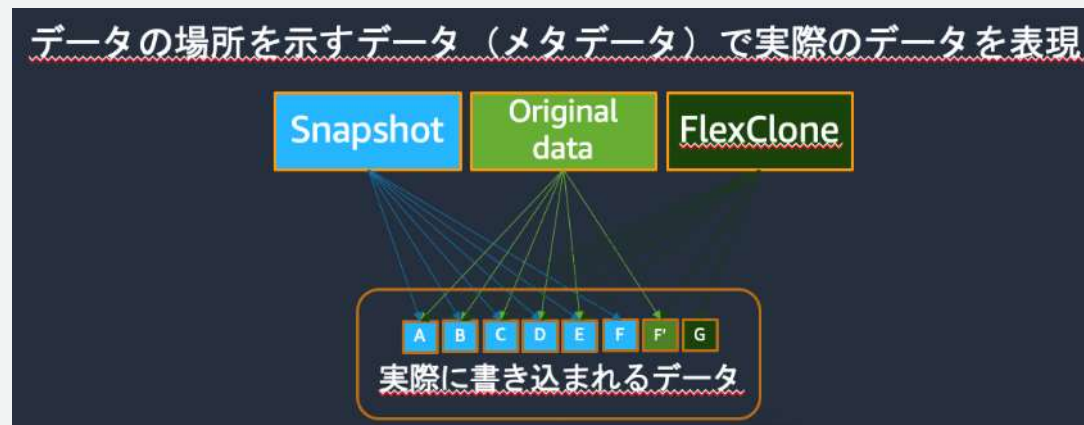 データの場所を示すデータ（メタデータ）で実際のデータを表現
Snapshot
Original
data
FlexClone
A B C D E F F' G
実際に書き込まれるデータ